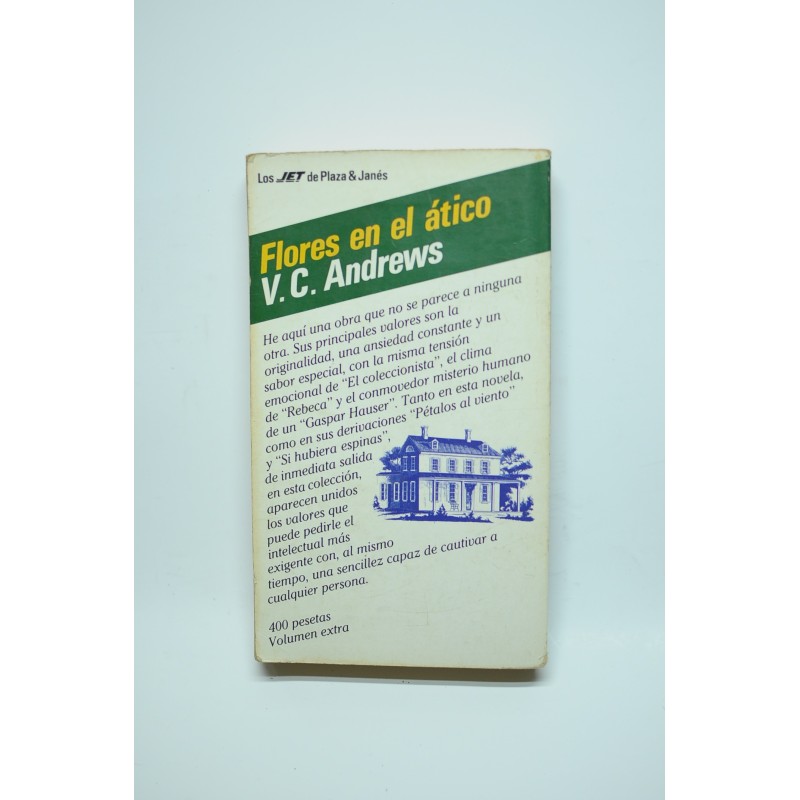 Los JET de Plaza & Janés
Flores en el ático
V. C. Andrews
He aquí una obra que no se parece a ninguna
otra. Sus principales valores son la
originalidad, una ansiedad constante y un
sabor especial, con la misma tensión
emocional de "El coleccionista", el clima
de "Rebeca" y el conmovedor misterio humano
de un "Gaspar Hauser". Tanto en esta novela,
como en sus derivaciones "Pétalos al viento"
y "Si hubiera espinas",
de inmediata salida
en esta colección,
aparecen unidos
los valores que
puede pedirle el
intelectual más
exigente con, al mismo
tiempo, una sencillez capaz de cautivar a
cualquier persona.
400 pesetas
Volumen extra